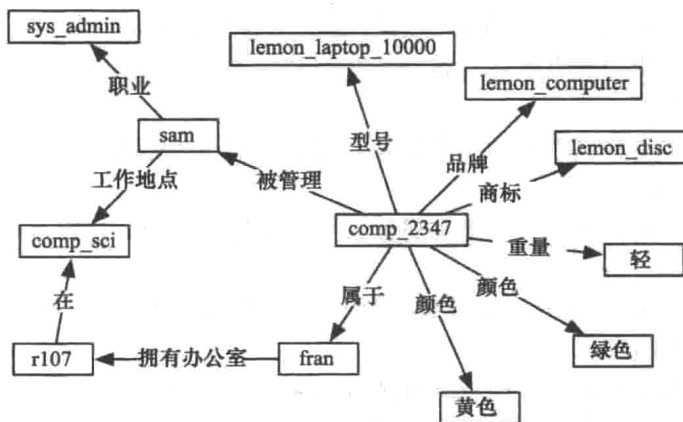 sys_admin
lemon_laptop_10000
职业
lemon_computer
sam
型号
品牌
lemon_disc
工作地点
被管理
商标
comp_sci
comp_2347
重量
轻
在
属于
颜色
颜色
r107
拥有办公室
fran
绿色
黄色